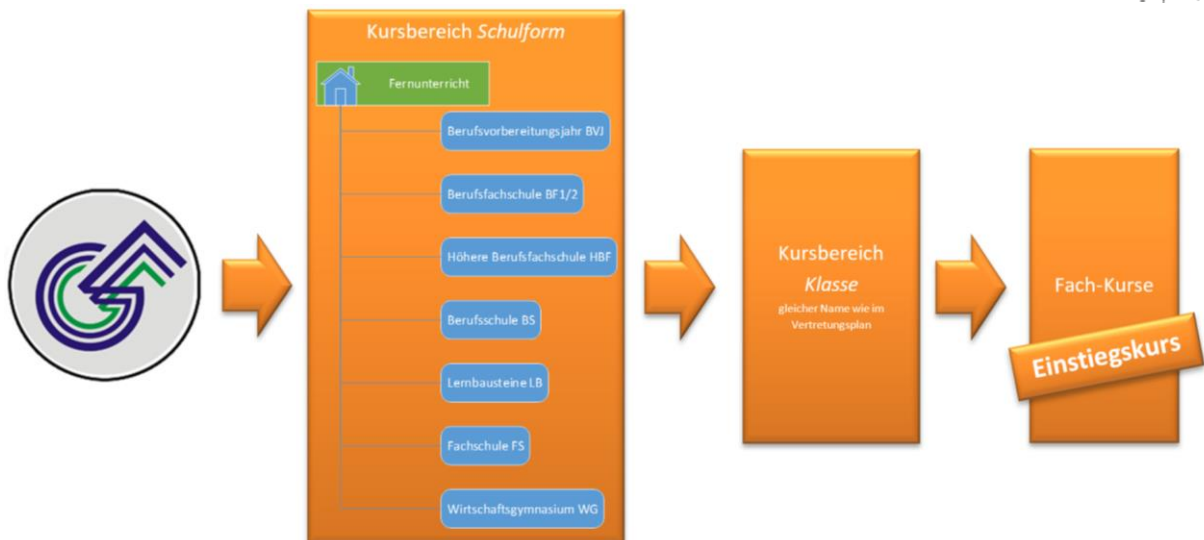 Kursbereich Schulform
Fernunterricht
Berufsvorbereitungsjahr BVJ
Berufsfachschule BF1/2
Höhere Berufsfachschule HBF
Berufsschule BS
Lernbausteine LB
Fachschule FS
Wirtschaftsgymnasium WG
Kursbereich
Klasse
gleicher Name wie im
Vertretungsplan
Fach-Kurse
Einstiegskurs